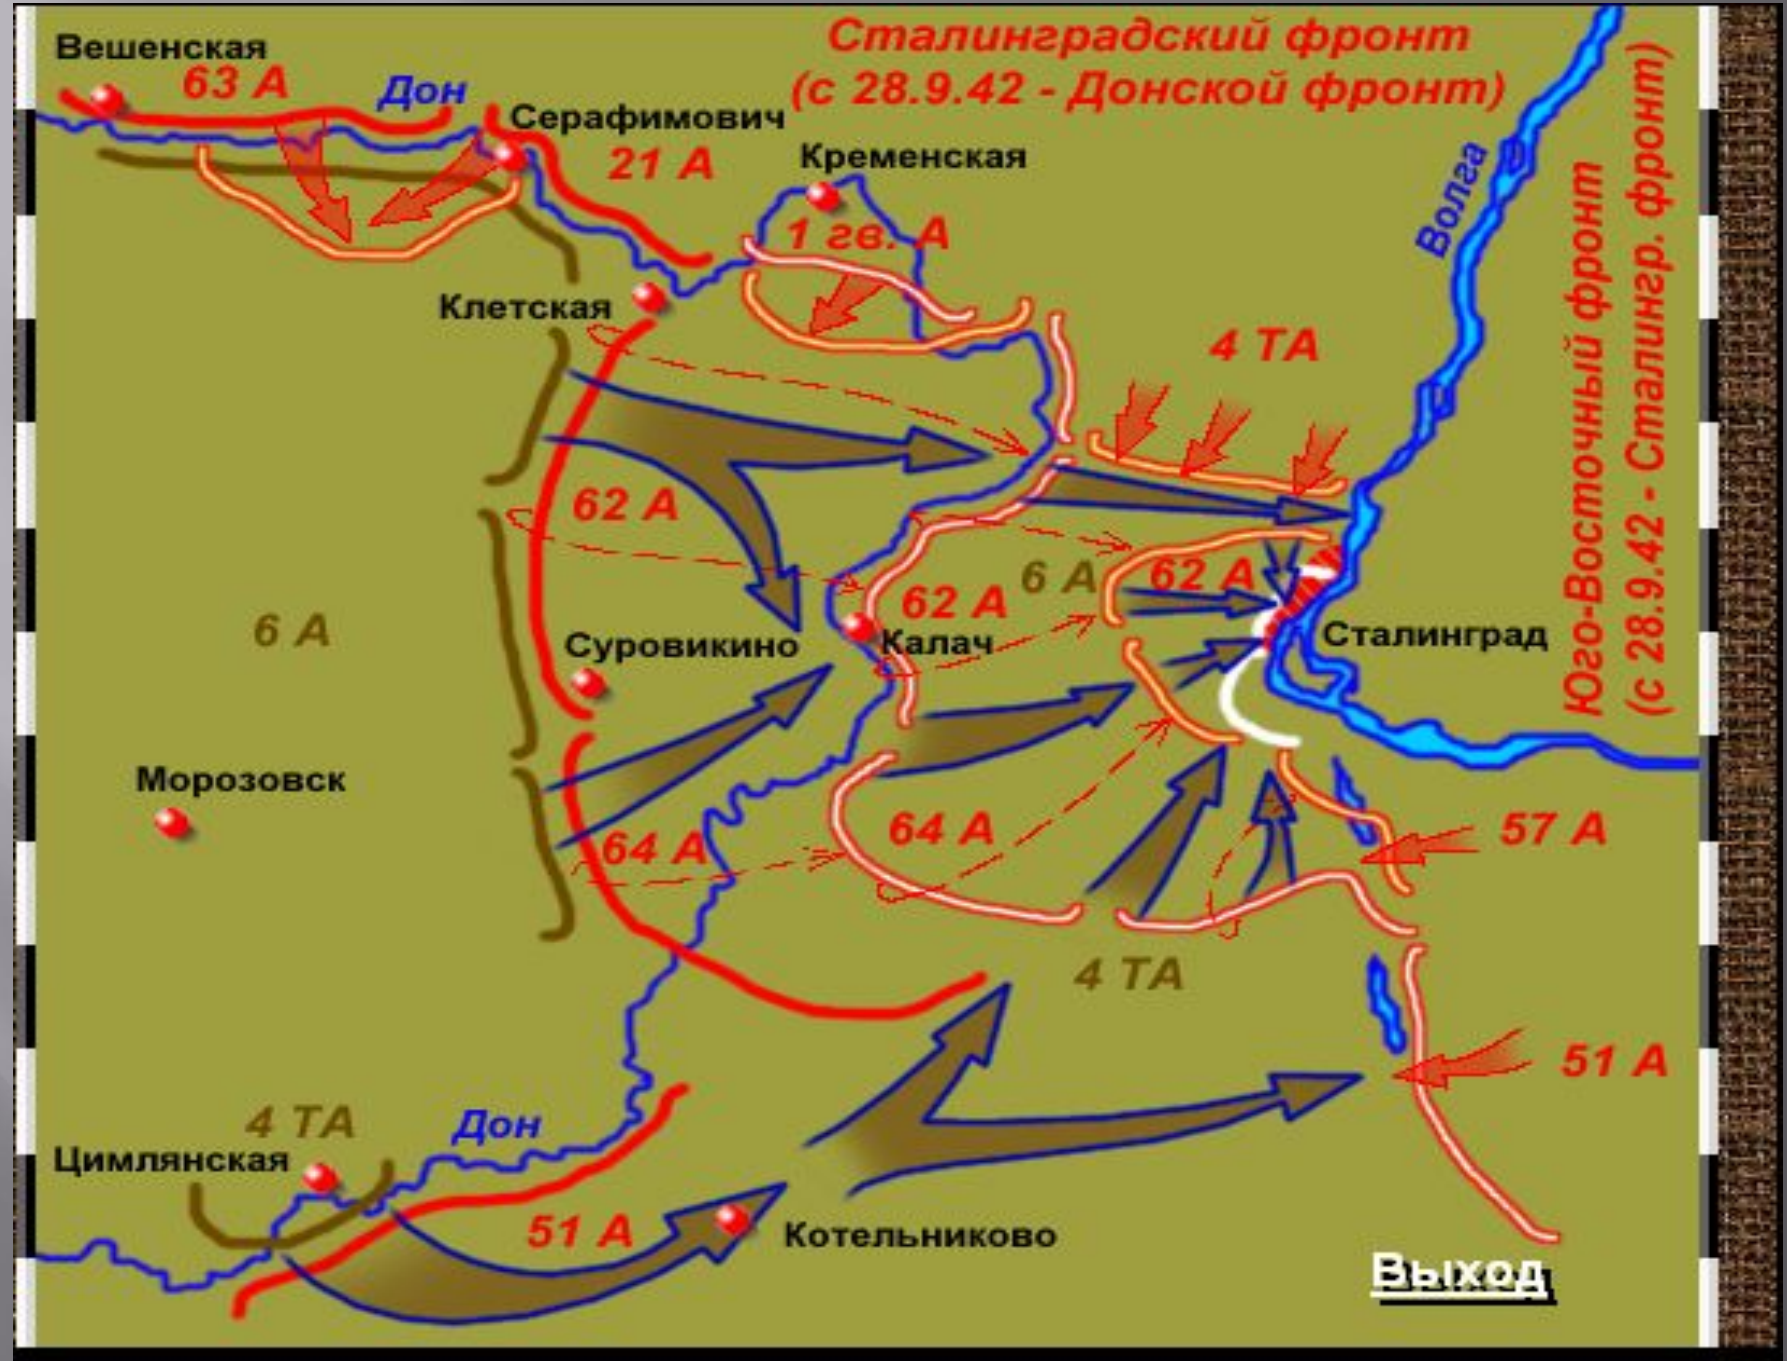 Сталинградский фронт
(с 28.9.42 - Донской фронт)
Вешенская
63 А
Дон
Серафимович
21 А
Кременская
1 гв. А
Волга
Юго-Восточный фронт
(с 28.9.42 - Сталингр. фронт)
Клетская
4 ТА
62 А
6 А
62 А
62 А
6 А
Суровикино
Калач
Сталинград
Морозовск
64 А
64 А
57 А
4 ТА
51 А
4 ТА
Дон
Цимлянская
51 А
Котельниково
Выход